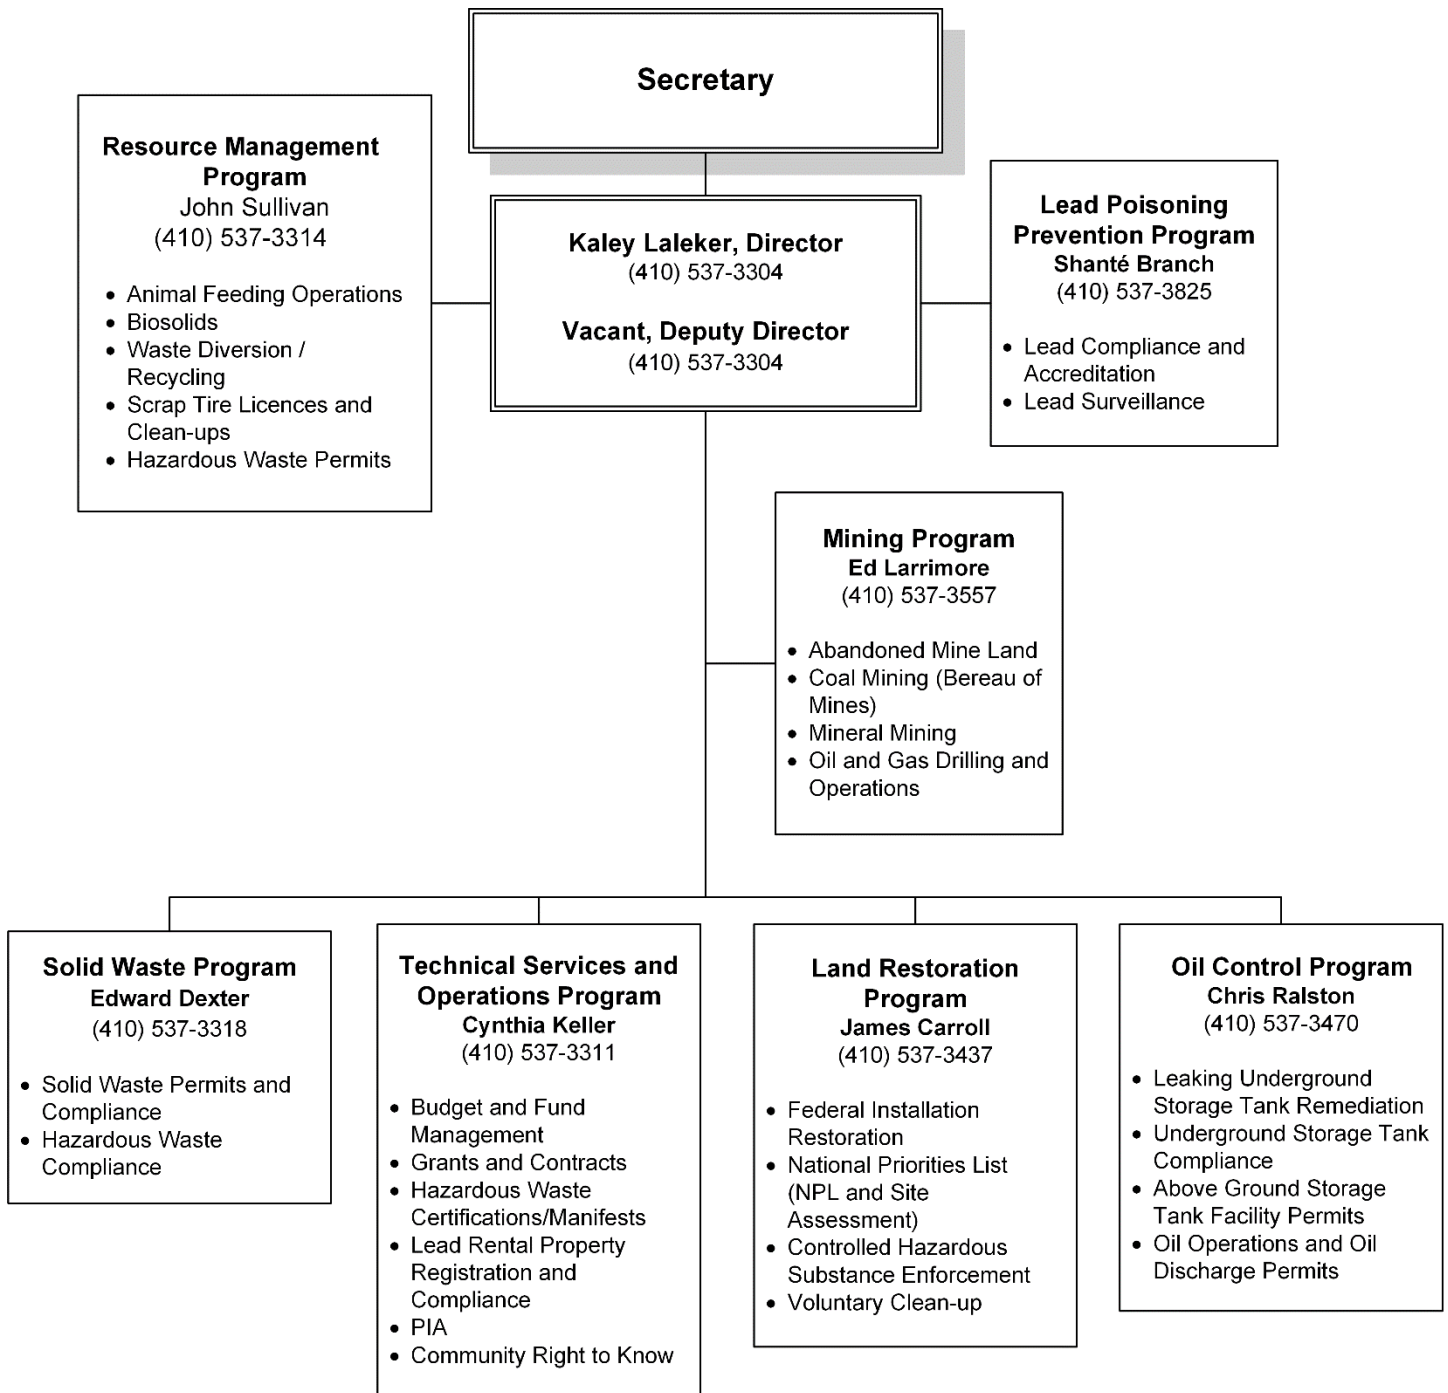 Secretary
Resource Management
Program
John Sullivan
(410) 537-3314
• Animal Feeding Operations
• Biosolids
• Waste Diversion /
Recycling
• Scrap Tire Licences and
Clean-ups
• Hazardous Waste Permits
Kaley Laleker, Director
(410) 537-3304
Vacant, Deputy Director
(410) 537-3304
Lead Poisoning
Prevention Program
Shanté Branch
(410) 537-3825
• Lead Compliance and
Accreditation
• Lead Surveillance
Mining Program
Ed Larrimore
(410) 537-3557
• Abandoned Mine Land
• Coal Mining (Bereau of
Mines)
• Mineral Mining
• Oil and Gas Drilling and
Operations
Solid Waste Program
Edward Dexter
(410) 537-3318
• Solid Waste Permits and
Compliance
• Hazardous Waste
Compliance
Technical Services and
Operations Program
Cynthia Keller
(410) 537-3311
• Budget and Fund
Management
• Grants and Contracts
• Hazardous Waste
Certifications/Manifests
• Lead Rental Property
Registration and
Compliance
• PIA
• Community Right to Know
Land Restoration
Program
James Carroll
(410) 537-3437
• Federal Installation
Restoration
• National Priorities List
(NPL and Site
Assessment)
• Controlled Hazardous
Substance Enforcement
• Voluntary Clean-up
Oil Control Program
Chris Ralston
(410) 537-3470
• Leaking Underground
Storage Tank Remediation
• Underground Storage Tank
Compliance
• Above Ground Storage
Tank Facility Permits
• Oil Operations and Oil
Discharge Permits